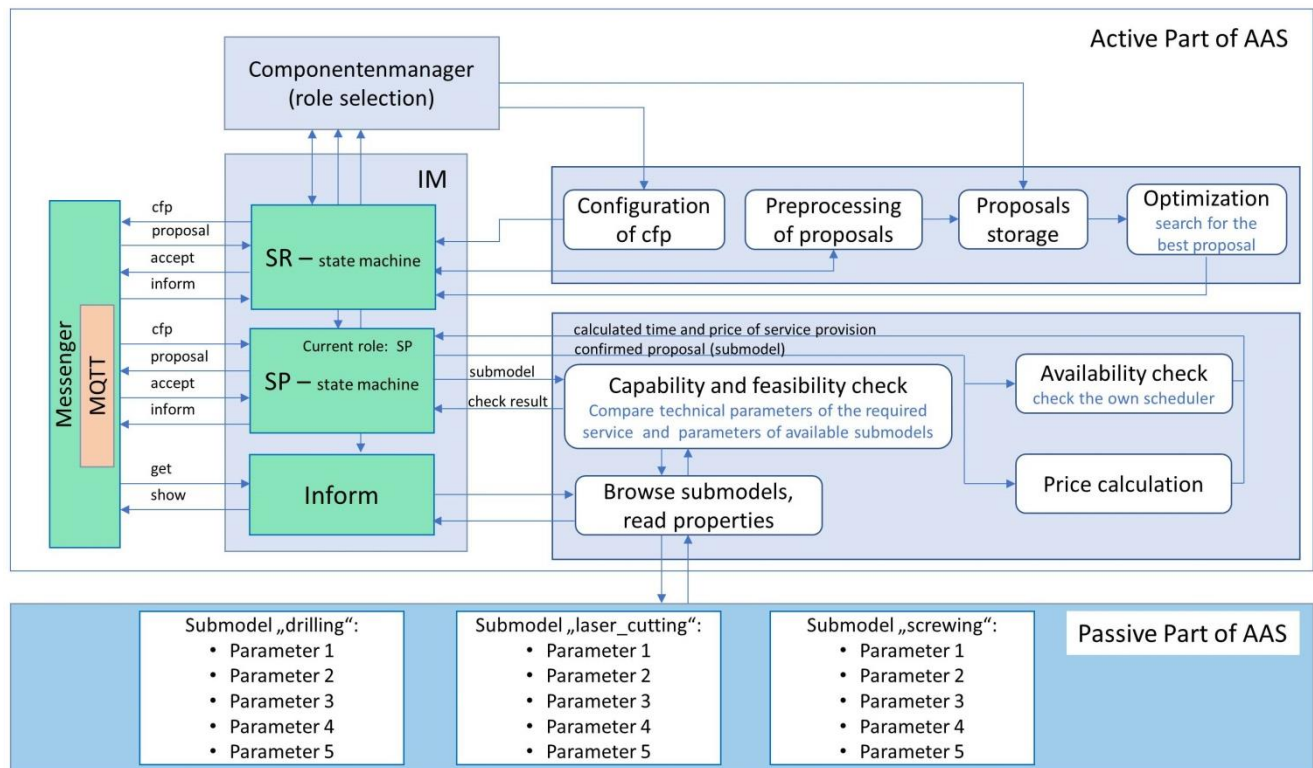 Active Part of AAS
Componentenmanager
(role selection)
IM
cfp
proposal
accept
inform
SR – state machine
Configuration
of cfp
Preprocessing
of proposals
Proposals
storage
Optimization
search for the
best proposal
Messenger
MQTT
cfp
proposal
accept
inform
Current role: SP
SP – state machine
submodel
check result
calculated time and price of service provision
confirmed proposal (submodel)
Capability and feasibility check
Compare technical parameters of the required
service and parameters of available submodels
Availability check
check the own scheduler
get
show
Inform
Browse submodels,
read properties
Price calculation
Submodel „drilling“:
• Parameter 1
• Parameter 2
• Parameter 3
• Parameter 4
• Parameter 5
Submodel „laser_cutting“:
• Parameter 1
• Parameter 2
• Parameter 3
• Parameter 4
• Parameter 5
Submodel „screwing“:
• Parameter 1
• Parameter 2
• Parameter 3
• Parameter 4
• Parameter 5
Passive Part of AAS